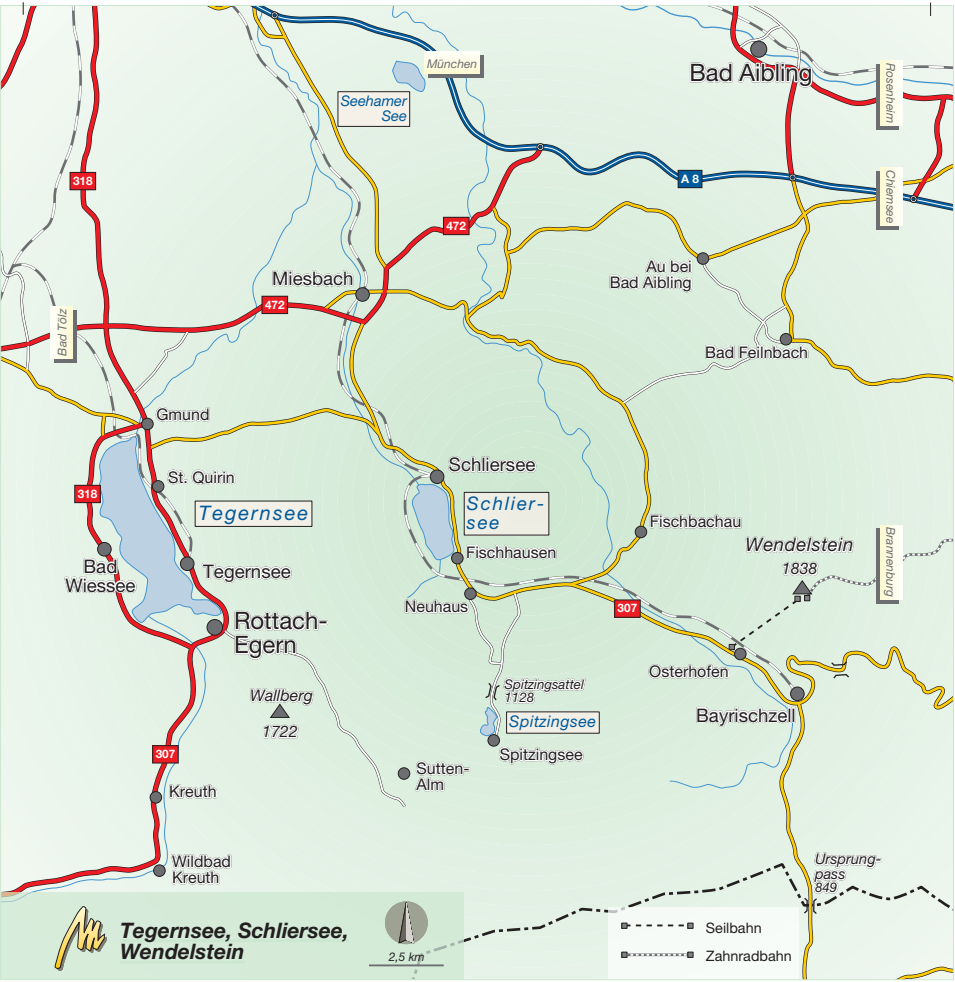 München
Bad Aibling
Rosenheim
Seehamer
See
318
A 8
Chiemsee
472
Au bei
Bad Aibling
Miesbach
472
Bad Tölz
Bad Feilnbach
Gmund
Schliersee
St. Quirin
318
Tegernsee
Schlier-
see
Fischbachau
Wendelstein
1838
Brannenburg
Fischhausen
Bad
Wiessee
Tegernsee
Neuhaus
307
Rottach-
Egern
Osterhofen
Wallberg
1722
Spitzingsattel
1128
Spitzingsee
Bayrischzell
Spitzingsee
307
Sutten-
Alm
Kreuth
Wildbad
Kreuth
Ursprung-
pass
849
Tegernsee, Schliersee,
Wendelstein
2,5 km
Seilbahn
Zahnradbahn